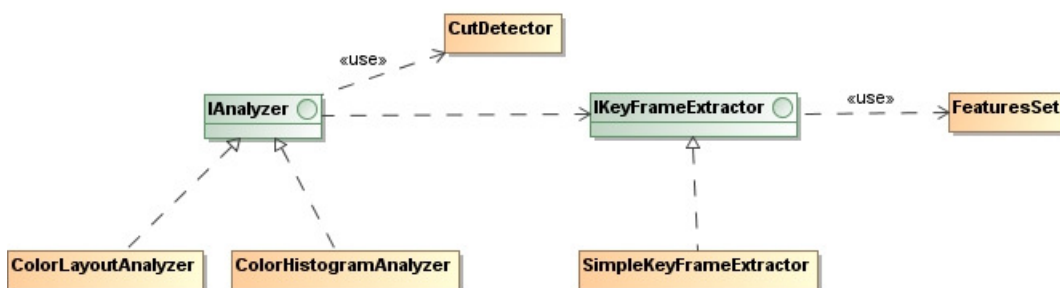 CutDetector
«use»
IAnalyzer
IKeyFrameExtractor
«use»
FeaturesSet
ColorLayoutAnalyzer
ColorHistogramAnalyzer
SimpleKeyFrameExtractor